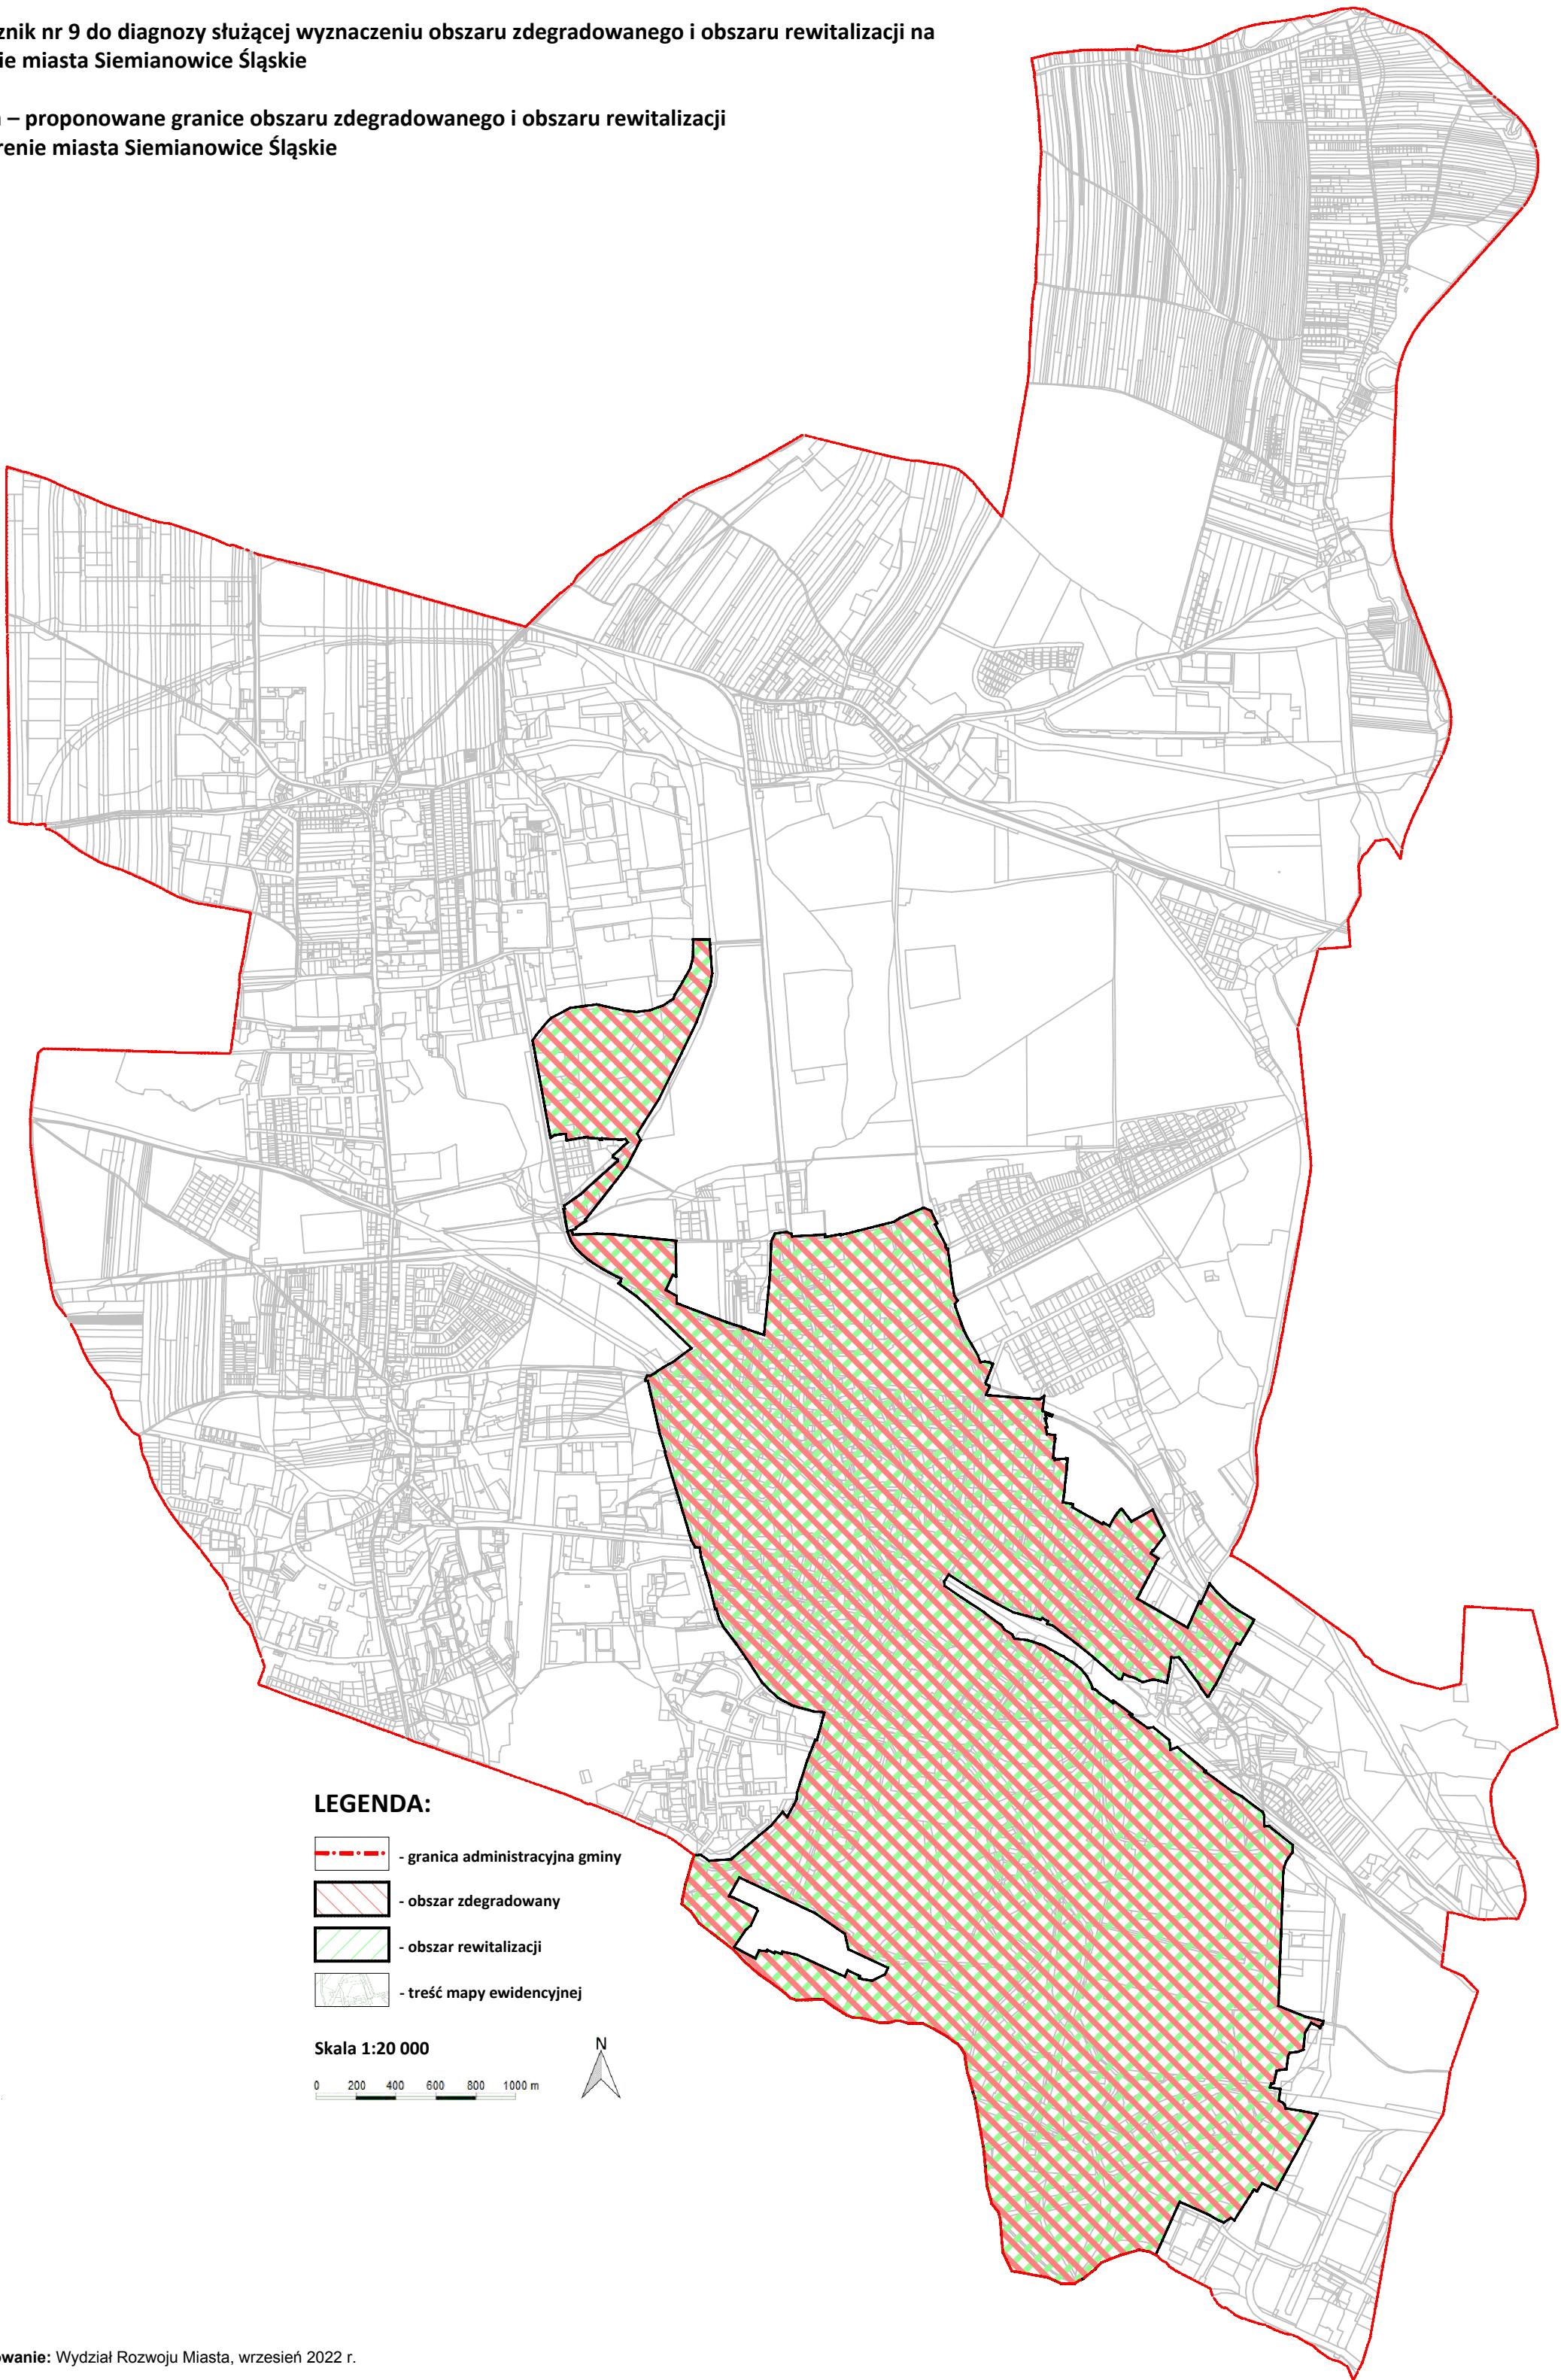 znik nr 9 do diagnozy służącej wyznaczeniu obszaru zdegradowanego i obszaru rewitalizacji na
ie miasta Siemianowice Śląskie
– proponowane granice obszaru zdegradowanego i obszaru rewitalizacji
renie miasta Siemianowice Śląskie
LEGENDA:
- granica administracyjna gminy
- obszar zdegradowany
- obszar rewitalizacji
- treść mapy ewidencyjnej
Skala 1:20 000
N
0 200 400 600 800 1000 m
owanie: Wydział Rozwoju Miasta, wrzesień 2022 r.